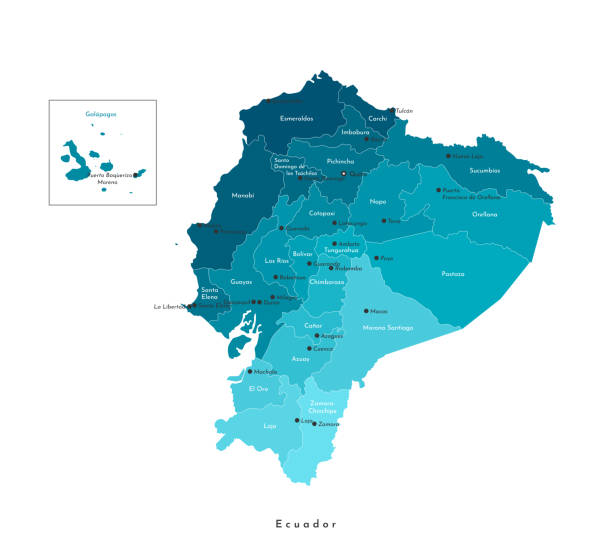 Galápagos
Puerto Baquerizo
Moreno
Esmeraldas
Carchi
Tulcán
Imbabura
Pichincha
Nueva Loja
Sucumbíos
Santo
Domingo de
los Tsáchilas
Quito
Manabí
Napo
Puerto
Francisco de Orellana
Orellana
Cotopaxi
Latacunga
Tena
Quevedo
Ambato
Tungurahua
Bolívar
Los Ríos
Puyo
Guaranda
Riobamba
Pastaza
Babahoyo
Chimborazo
Guayas
Santa
Elena
Milagro
La Libertad
Santa Elena
Guayaquil
Durán
Macas
Cañar
Morona Santiago
Azogues
Cuenca
Azuay
Machala
El Oro
Zamora-
Chinchipe
Loja
Loja
Zamora
Ecuador